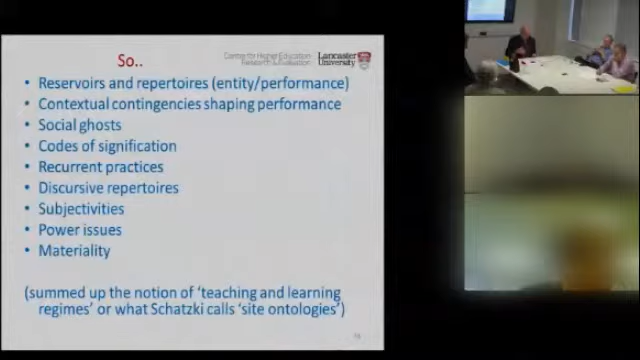 So..
Center for Higher Education
Research & Evaluation
Lancaster
University
• Reservoirs and repertoires (entity/performance)
• Contextual contingencies shaping performance
• Social ghosts
• Codes of signification
• Recurrent practices
• Discursive repertoires
• Subjectivities
• Power issues
• Materiality
(summed up the notion of ‘teaching and learning
regimes’ or what Schatzki calls ‘site ontologies’)